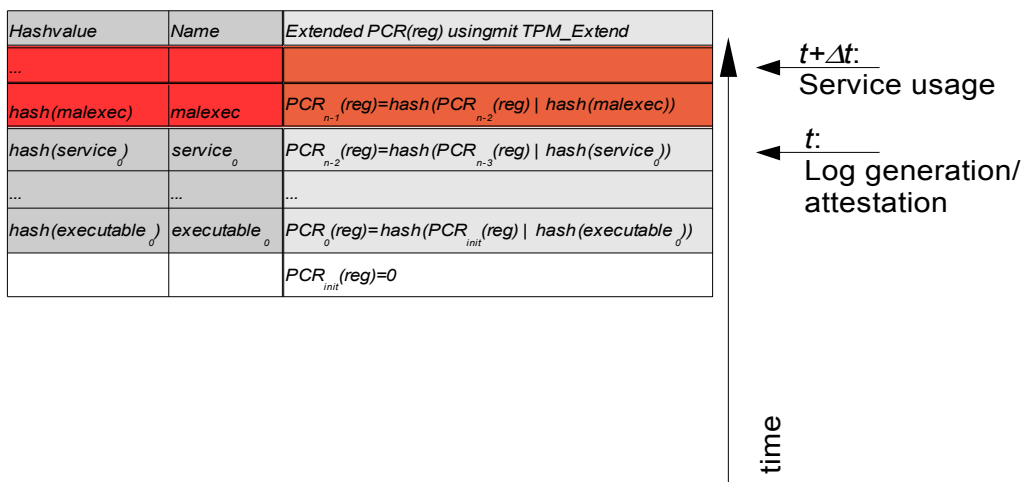 Hashvalue Name Extended PCR(reg) usingmit TPM_Extend
...
hash(malexec) malexec PCRn-1(reg)=hash(PCRn-2(reg) | hash(malexec))
hash(service0) service0 PCRn-2(reg)=hash(PCRn-3(reg) | hash(service0))
... ... ...
hash(executable0) executable0 PCR0(reg)=hash(PCRinit(reg) | hash(executable0))
PCRinit(reg)=0
t+Δt:
Service usage
t:
Log generation/
attestation
time